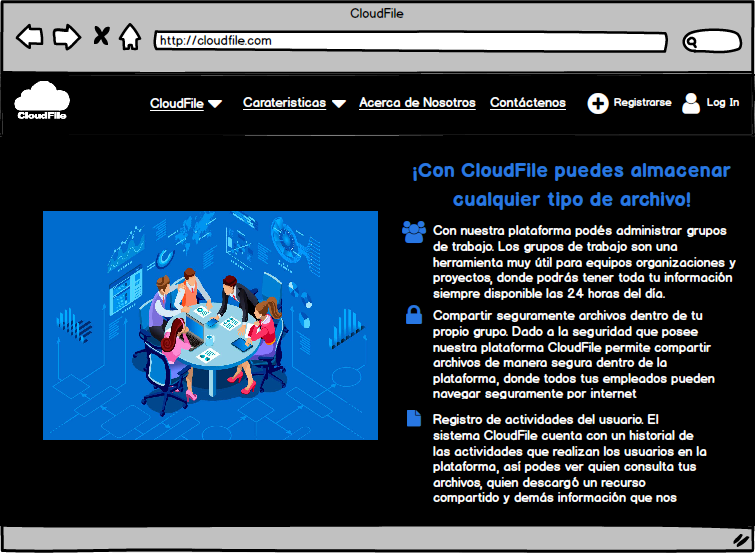 CloudFile
http://cloudfile.com
CloudFile
CloudFile
Carateristicas
Acerca de Nosotros
Contáctenos
Registrarse
Log In
¡Con CloudFile puedes almacenar
cualquier tipo de archivo!
Con nuestra plataforma podés administrar grupos
de trabajo. Los grupos de trabajo son una
herramienta muy útil para equipos organizaciones y
proyectos, donde podrás tener toda tu información
siempre disponible las 24 horas del día.
Compartir seguramente archivos dentro de tu
propio grupo. Dado a la seguridad que posee
nuestra plataforma CloudFile permite compartir
archivos de manera segura dentro de la
plataforma, donde todos tus empleados pueden
navegar seguramente por internet
Registro de actividades del usuario. El
sistema CloudFile cuenta con un historial de
las actividades que realizan los usuarios en la
plataforma, así podes ver quien consulta tus
archivos, quien descargó un recurso
compartido y demás información que nos